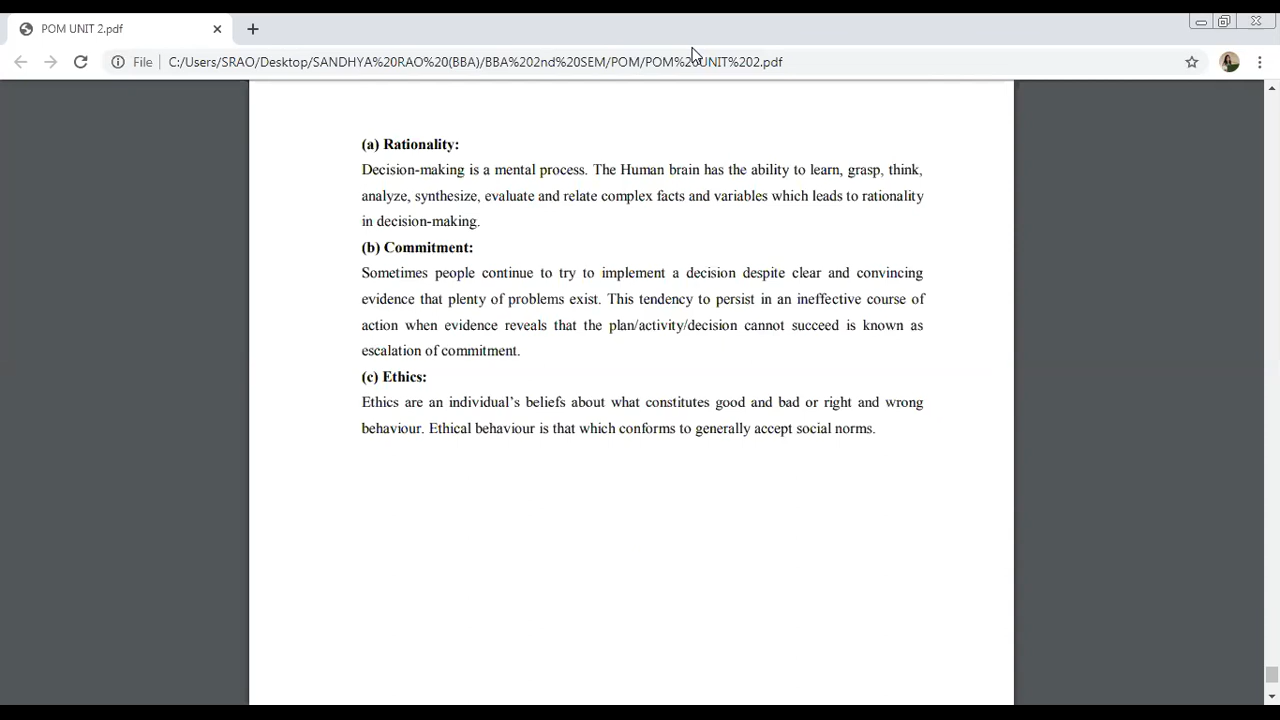 POM UNIT 2.pdf
File
C:/Users/SRAO/Desktop/SANDHYA%20RAO%20(BBA)/BBA%202nd%20SEM/POM/POM%20UNIT%202.pdf
(a) Rationality:
Decision-making is a mental process. The Human brain has the ability to learn, grasp, think,
analyze, synthesize, evaluate and relate complex facts and variables which leads to rationality
in decision-making.
(b) Commitment:
Sometimes people continue to try to implement a decision despite clear and convincing
evidence that plenty of problems exist. This tendency to persist in an ineffective course of
action when evidence reveals that the plan/activity/decision cannot succeed is known as
escalation of commitment.
(c) Ethics:
Ethics are an individual’s beliefs about what constitutes good and bad or right and wrong
behaviour. Ethical behaviour is that which conforms to generally accept social norms.